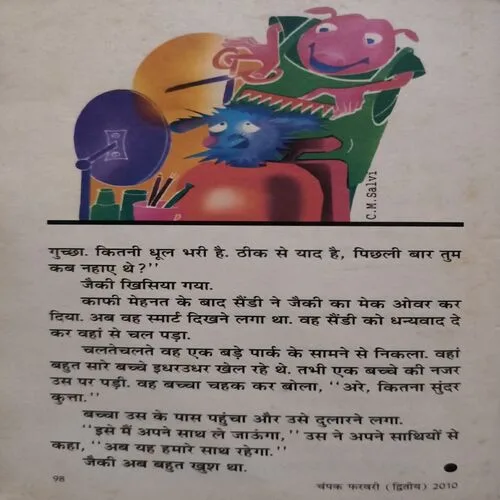 C.M.Salvi
गुच्छा. कितनी धूल भरी है. ठीक से याद है, पिछली बार तुम
कब नहाए थे?''
जैकी खिसिया गया.
काफी मेहनत के बाद सैंडी ने जैकी का मेक ओवर कर
दिया. अब वह स्मार्ट दिखने लगा था. वह सैंडी को धन्यवाद दे
कर वहां से चल पड़ा.
चलतेचलते वह एक बड़े पार्क के सामने से निकला. वहां
बहुत सारे बच्चे इधरउधर खेल रहे थे. तभी एक बच्चे की नजर
उस पर पड़ी. वह बच्चा चहक कर बोला, ''अरे, कितना सुंदर
कुत्ता.''
बच्चा उस के पास पहुंचा और उसे दुलारने लगा.
''इसे मैं अपने साथ ले जाऊंगा,'' उस ने अपने साथियों से
कहा, ''अब यह हमारे साथ रहेगा.''
जैकी अब बहुत खुश था.
98
चंपक फरवरी (द्वितीय) 2010